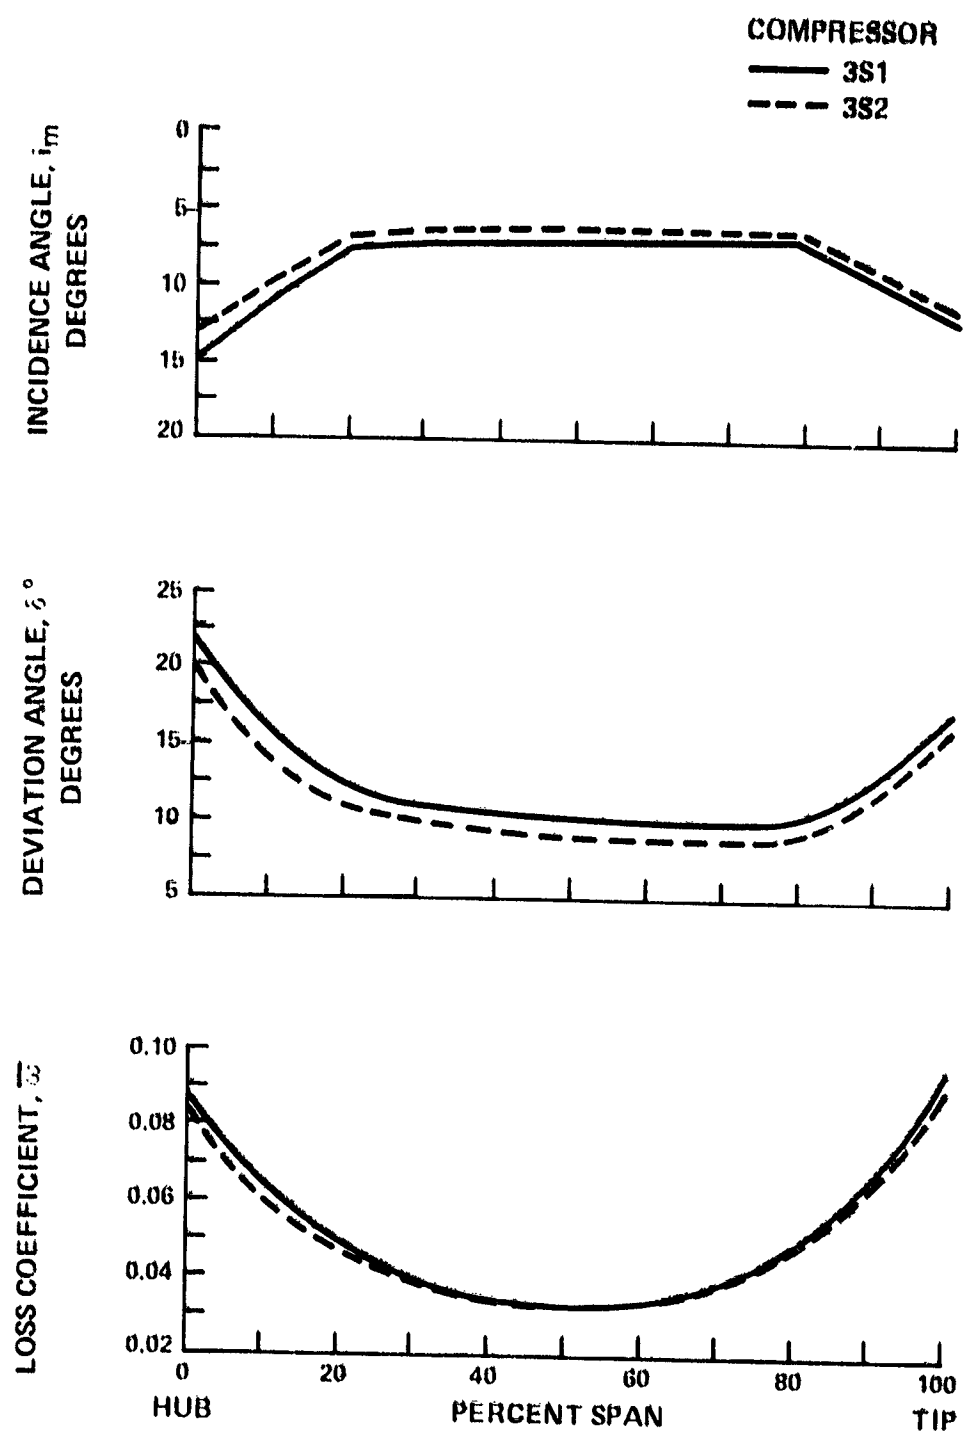 COMPRESSOR
3S1
3S2
INCIDENCE ANGLE, im
DEGREES
0
5
10
15
20
DEVIATION ANGLE, δ°
DEGREES
25
20
15
10
5
LOSS COEFFICIENT, ω̅
0.10
0.08
0.06
0.04
0.02
0 20 40 60 80 100
HUB PERCENT SPAN TIP